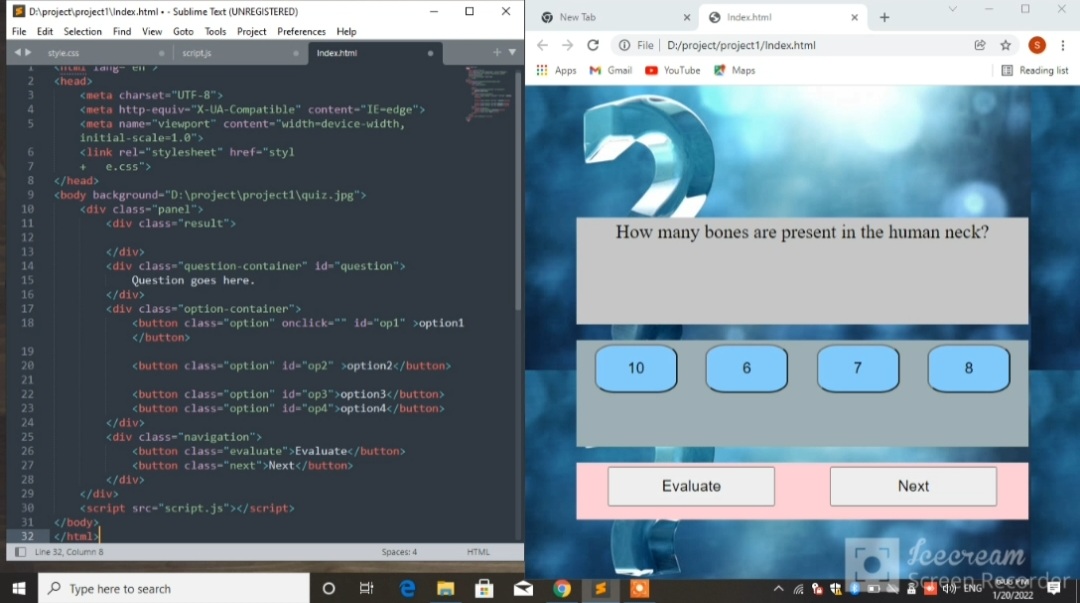 D:\project\project1\Index.html • - Sublime Text (UNREGISTERED)
File Edit Selection Find View Goto Tools Project Preferences Help
style.css script.js Index.html
1 <html lang="en">
2 <head>
3 <meta charset="UTF-8">
4 <meta http-equiv="X-UA-Compatible" content="IE=edge">
5 <meta name="viewport" content="width=device-width,
initial-scale=1.0">
6 <link rel="stylesheet" href="styl
7 + e.css">
8 </head>
9 <body background="D:\project\project1\quiz.jpg">
10 <div class="panel">
11 <div class="result">
12
13 </div>
14 <div class="question-container" id="question">
15 Question goes here.
16 </div>
17 <div class="option-container">
18 <button class="option" onclick="" id="op1" >option1
</button>
19
20 <button class="option" id="op2" >option2</button>
21
22 <button class="option" id="op3">option3</button>
23 <button class="option" id="op4">option4</button>
24 </div>
25 <div class="navigation">
26 <button class="evaluate">Evaluate</button>
27 <button class="next">Next</button>
28 </div>
29 </div>
30 <script src="script.js"></script>
31 </body>
32 </html>
Line 32, Column 8 Spaces: 4 HTML
New Tab Index.html
File D:/project/project1/Index.html S
Apps Gmail YouTube Maps Reading list
How many bones are present in the human neck?
10 6 7 8
Evaluate Next
Icecream
Screen Recorder
Type here to search
ENG
1/20/2022